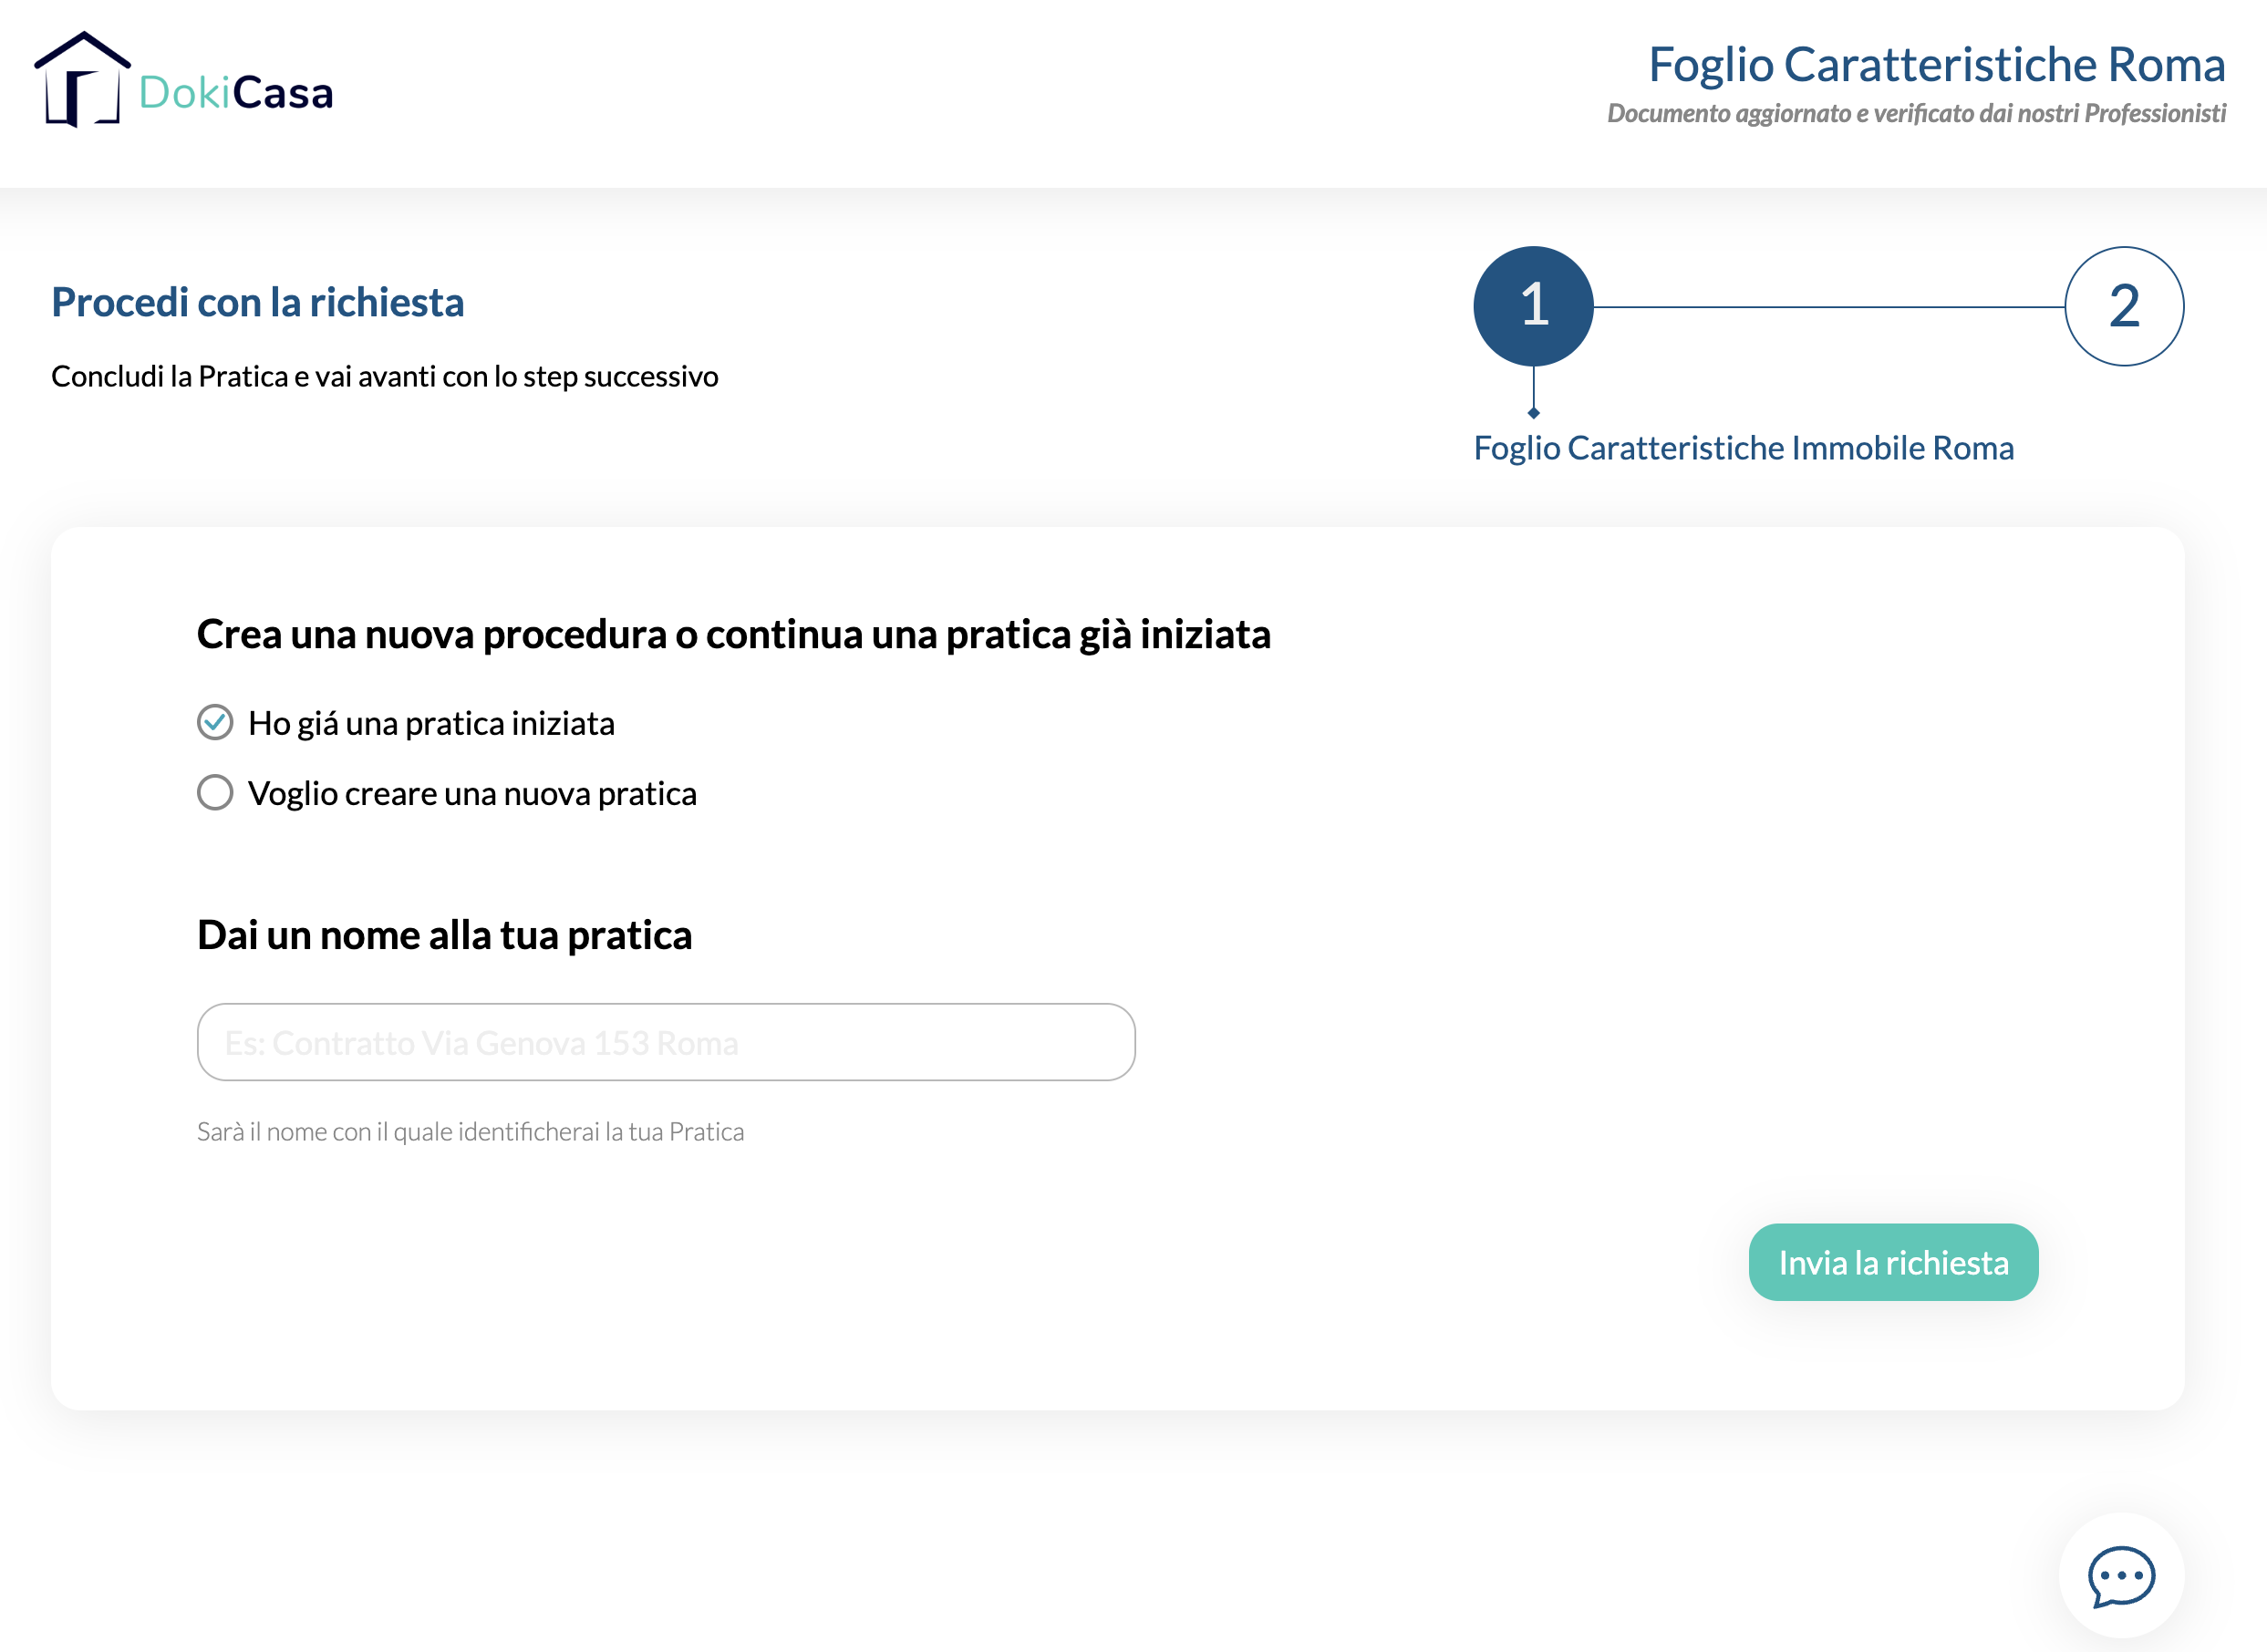 DokiCasa
Foglio Caratteristiche Roma
Documento aggiornato e verificato dai nostri Professionisti
Procedi con la richiesta
Concludi la Pratica e vai avanti con lo step successivo
1
2
Foglio Caratteristiche Immobile Roma
Crea una nuova procedura o continua una pratica già iniziata
Ho giá una pratica iniziata
Voglio creare una nuova pratica
Dai un nome alla tua pratica
Es: Contratto Via Genova 153 Roma
Sarà il nome con il quale identificherai la tua Pratica
Invia la richiesta